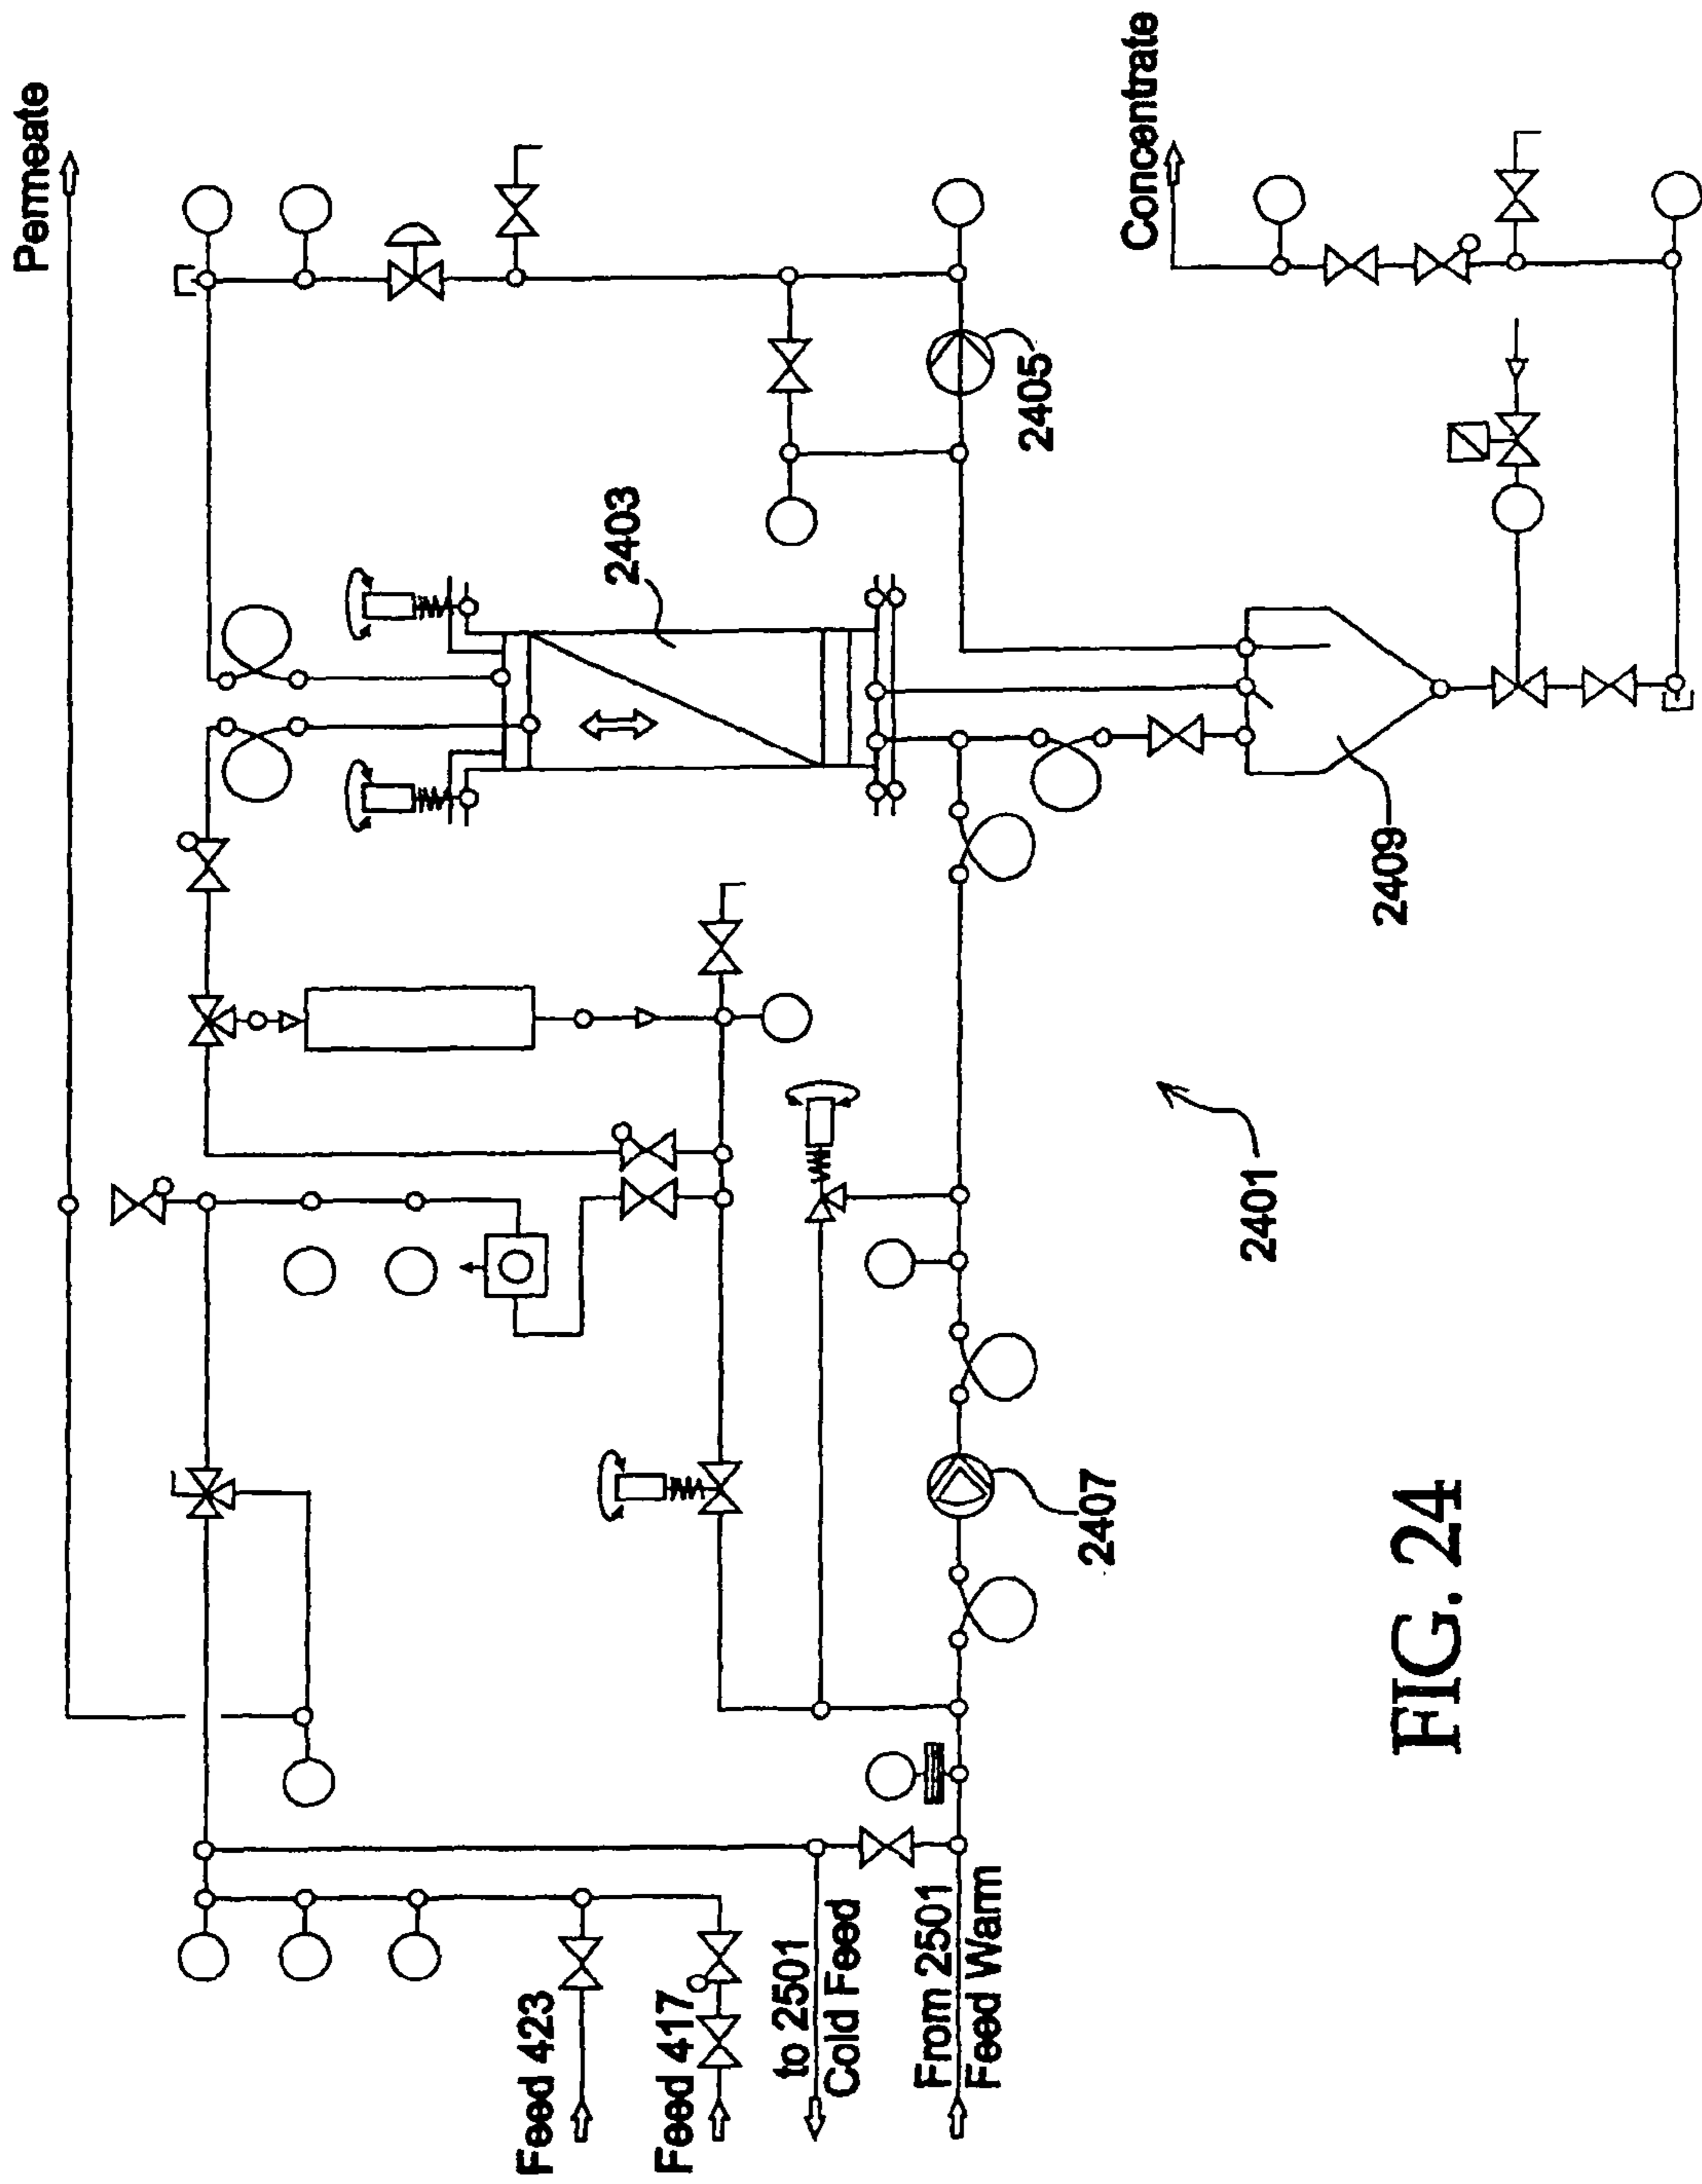 Permeate
Concentrate
2403
2405
2409
2401
2407
Feed 423
Feed 417
to 2501
Cold Feed
From 2501
Feed Warm
FIG. 24